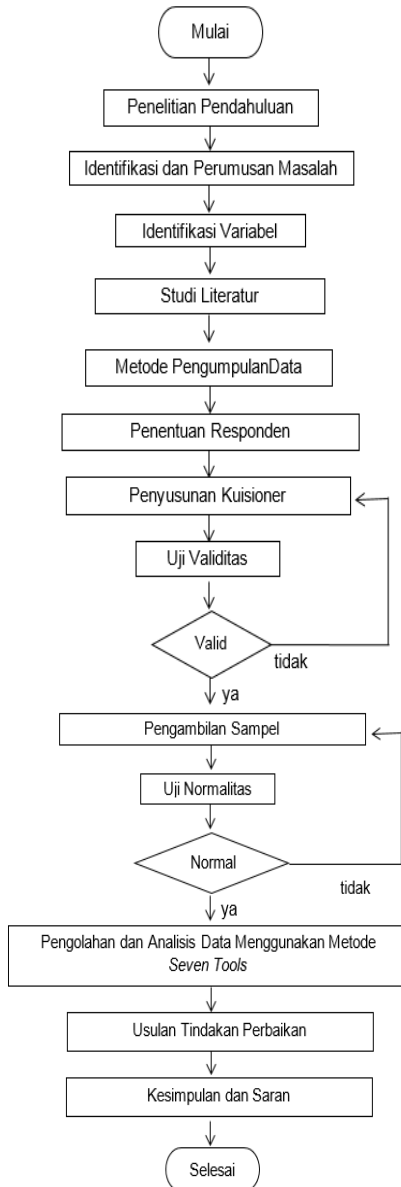 Mulai
Penelitian Pendahuluan
Identifikasi dan Perumusan Masalah
Identifikasi Variabel
Studi Literatur
Metode PengumpulanData
Penentuan Responden
Penyusunan Kuisioner
Uji Validitas
Valid
tidak
ya
Pengambilan Sampel
Uji Normalitas
Normal
tidak
ya
Pengolahan dan Analisis Data Menggunakan Metode
Seven Tools
Usulan Tindakan Perbaikan
Kesimpulan dan Saran
Selesai